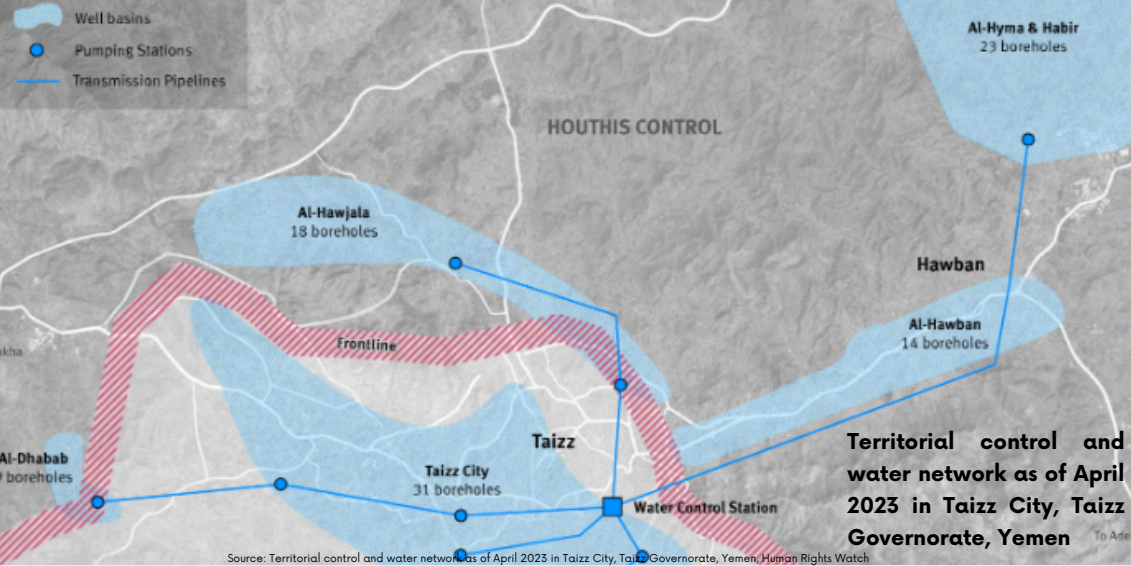 Well basins
Pumping Stations
Transmission Pipelines
Al-Hyma & Habir
23 boreholes
HOUTHIS CONTROL
Al-Hawjala
18 boreholes
Hawban
Al-Hawban
14 boreholes
Frontline
Taizz
Al-Dhabab
9 boreholes
Taizz City
31 boreholes
Water Control Station
Territorial control and
water network as of April
2023 in Taizz City, Taizz
Governorate, Yemen
To Ade
Source: Territorial control and water network as of April 2023 in Taizz City, Taizz Governorate, Yemen, Human Rights Watch